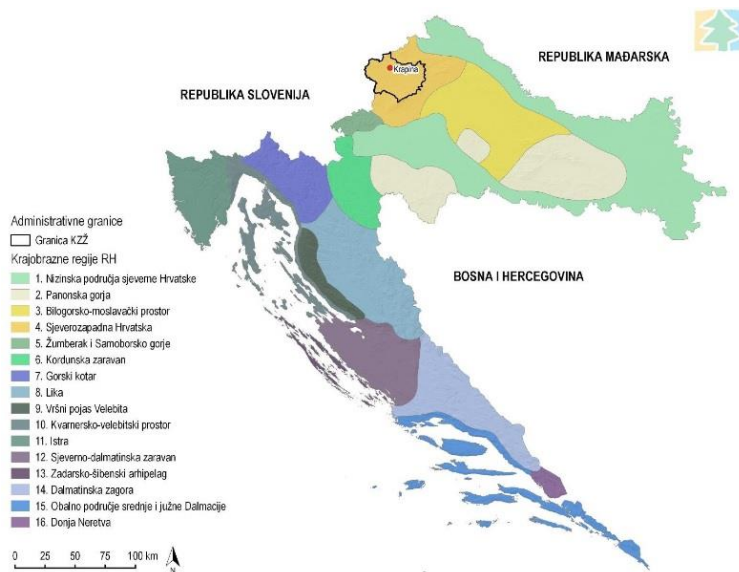 REPUBLIKA MAĐARSKA
Krapina
REPUBLIKA SLOVENIJA
BOSNA I HERCEGOVINA
Administrativne granice
Granica KZŽ
Krajobrazne regije RH
1. Nizinska područja sjeverne Hrvatske
2. Panonska gorja
3. Bilogorsko-moslavački prostor
4. Sjeverozapadna Hrvatska
5. Žumberak i Samoborsko gorje
6. Kordunska zaravan
7. Gorski kotar
8. Lika
9. Vršni pojas Velebita
10. Kvarnersko-velebitski prostor
11. Istra
12. Sjeverno-dalmatinska zaravan
13. Zadarsko-šibenski arhipelag
14. Dalmatinska zagora
15. Obalno područje srednje i južne Dalmacije
16. Donja Neretva
0 25 50 75 100 km